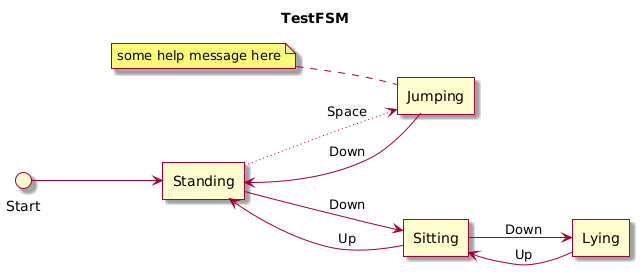 TestFSM
some help message here
Jumping
Space
Down
Standing
Start
Down
Up
Sitting
Down
Up
Lying